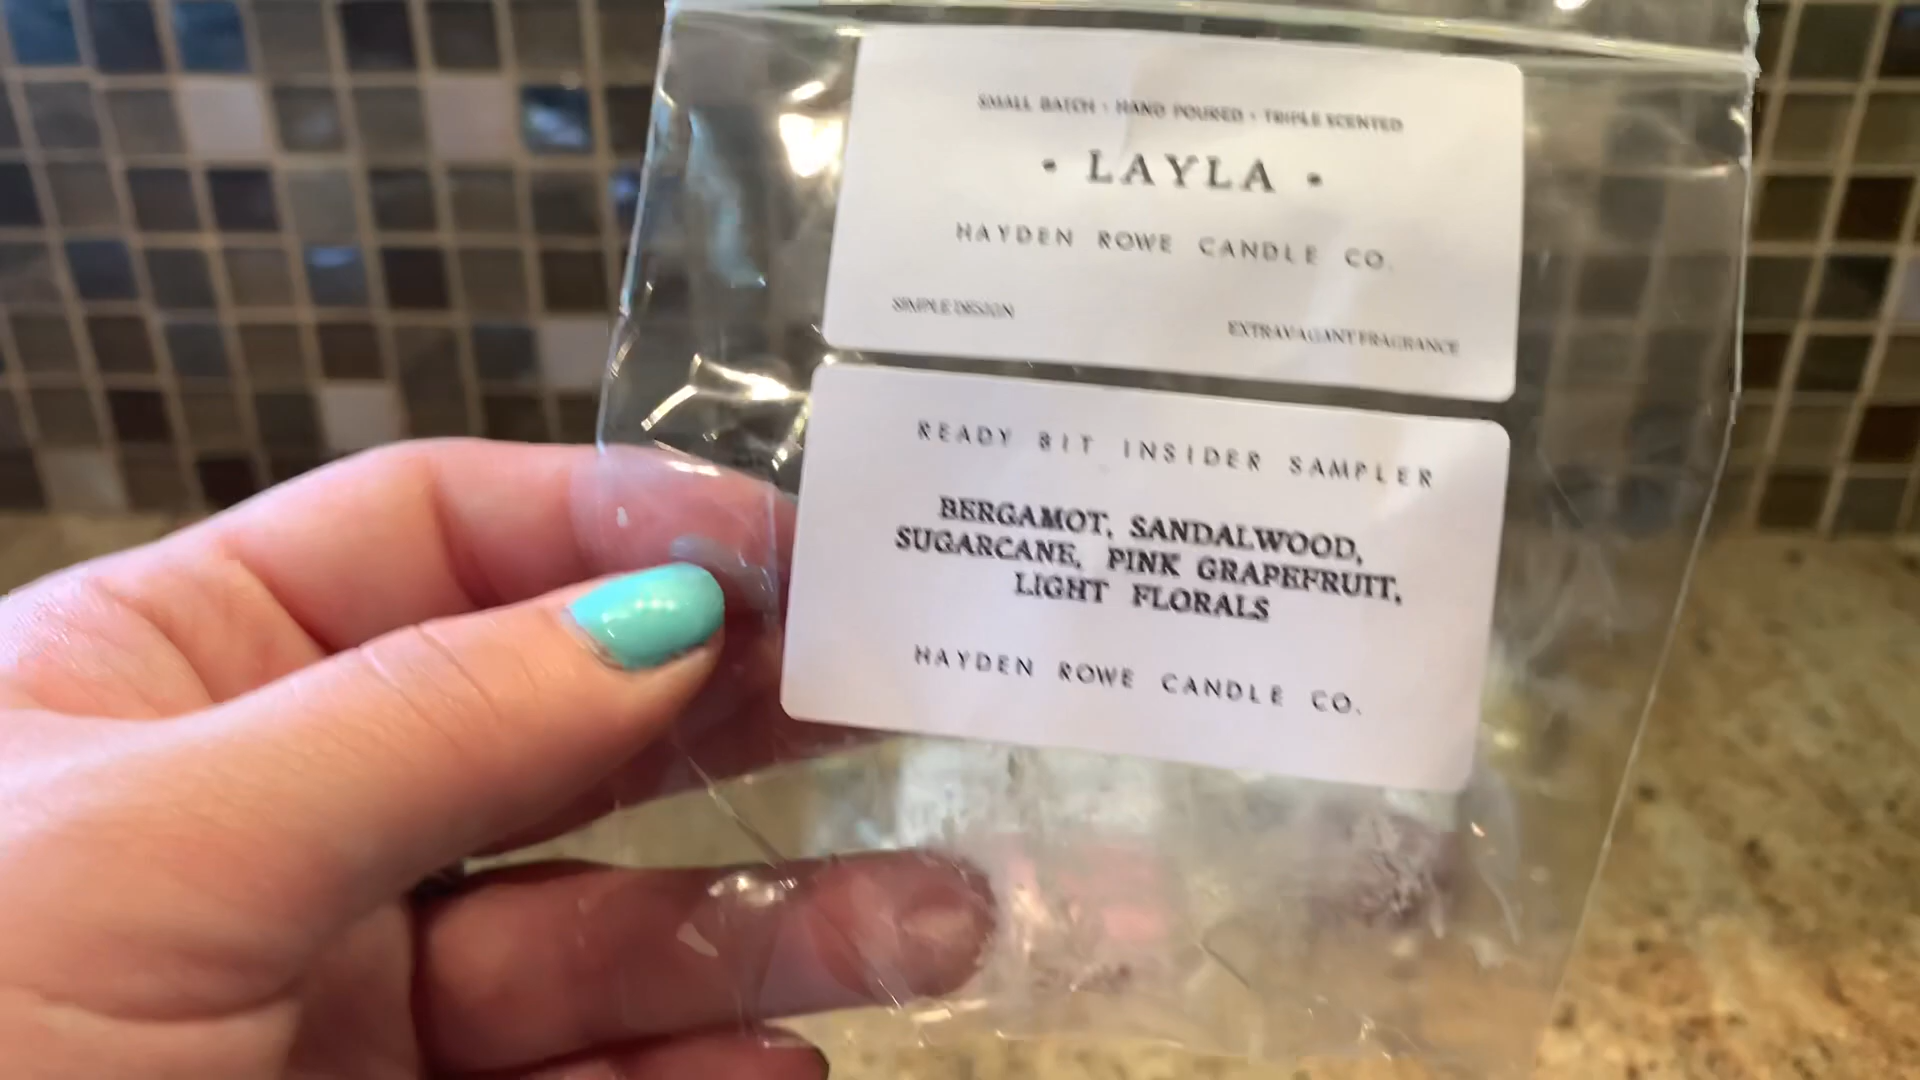 SMALL BATCH • HAND POURED • TRIPLE SCENTED
• LAYLA •
HAYDEN ROWE CANDLE CO.
SIMPLE DESIGN
EXTRAVAGANT FRAGRANCE
READY BIT INSIDER SAMPLER
BERGAMOT, SANDALWOOD,
SUGARCANE, PINK GRAPEFRUIT,
LIGHT FLORALS
HAYDEN ROWE CANDLE CO.